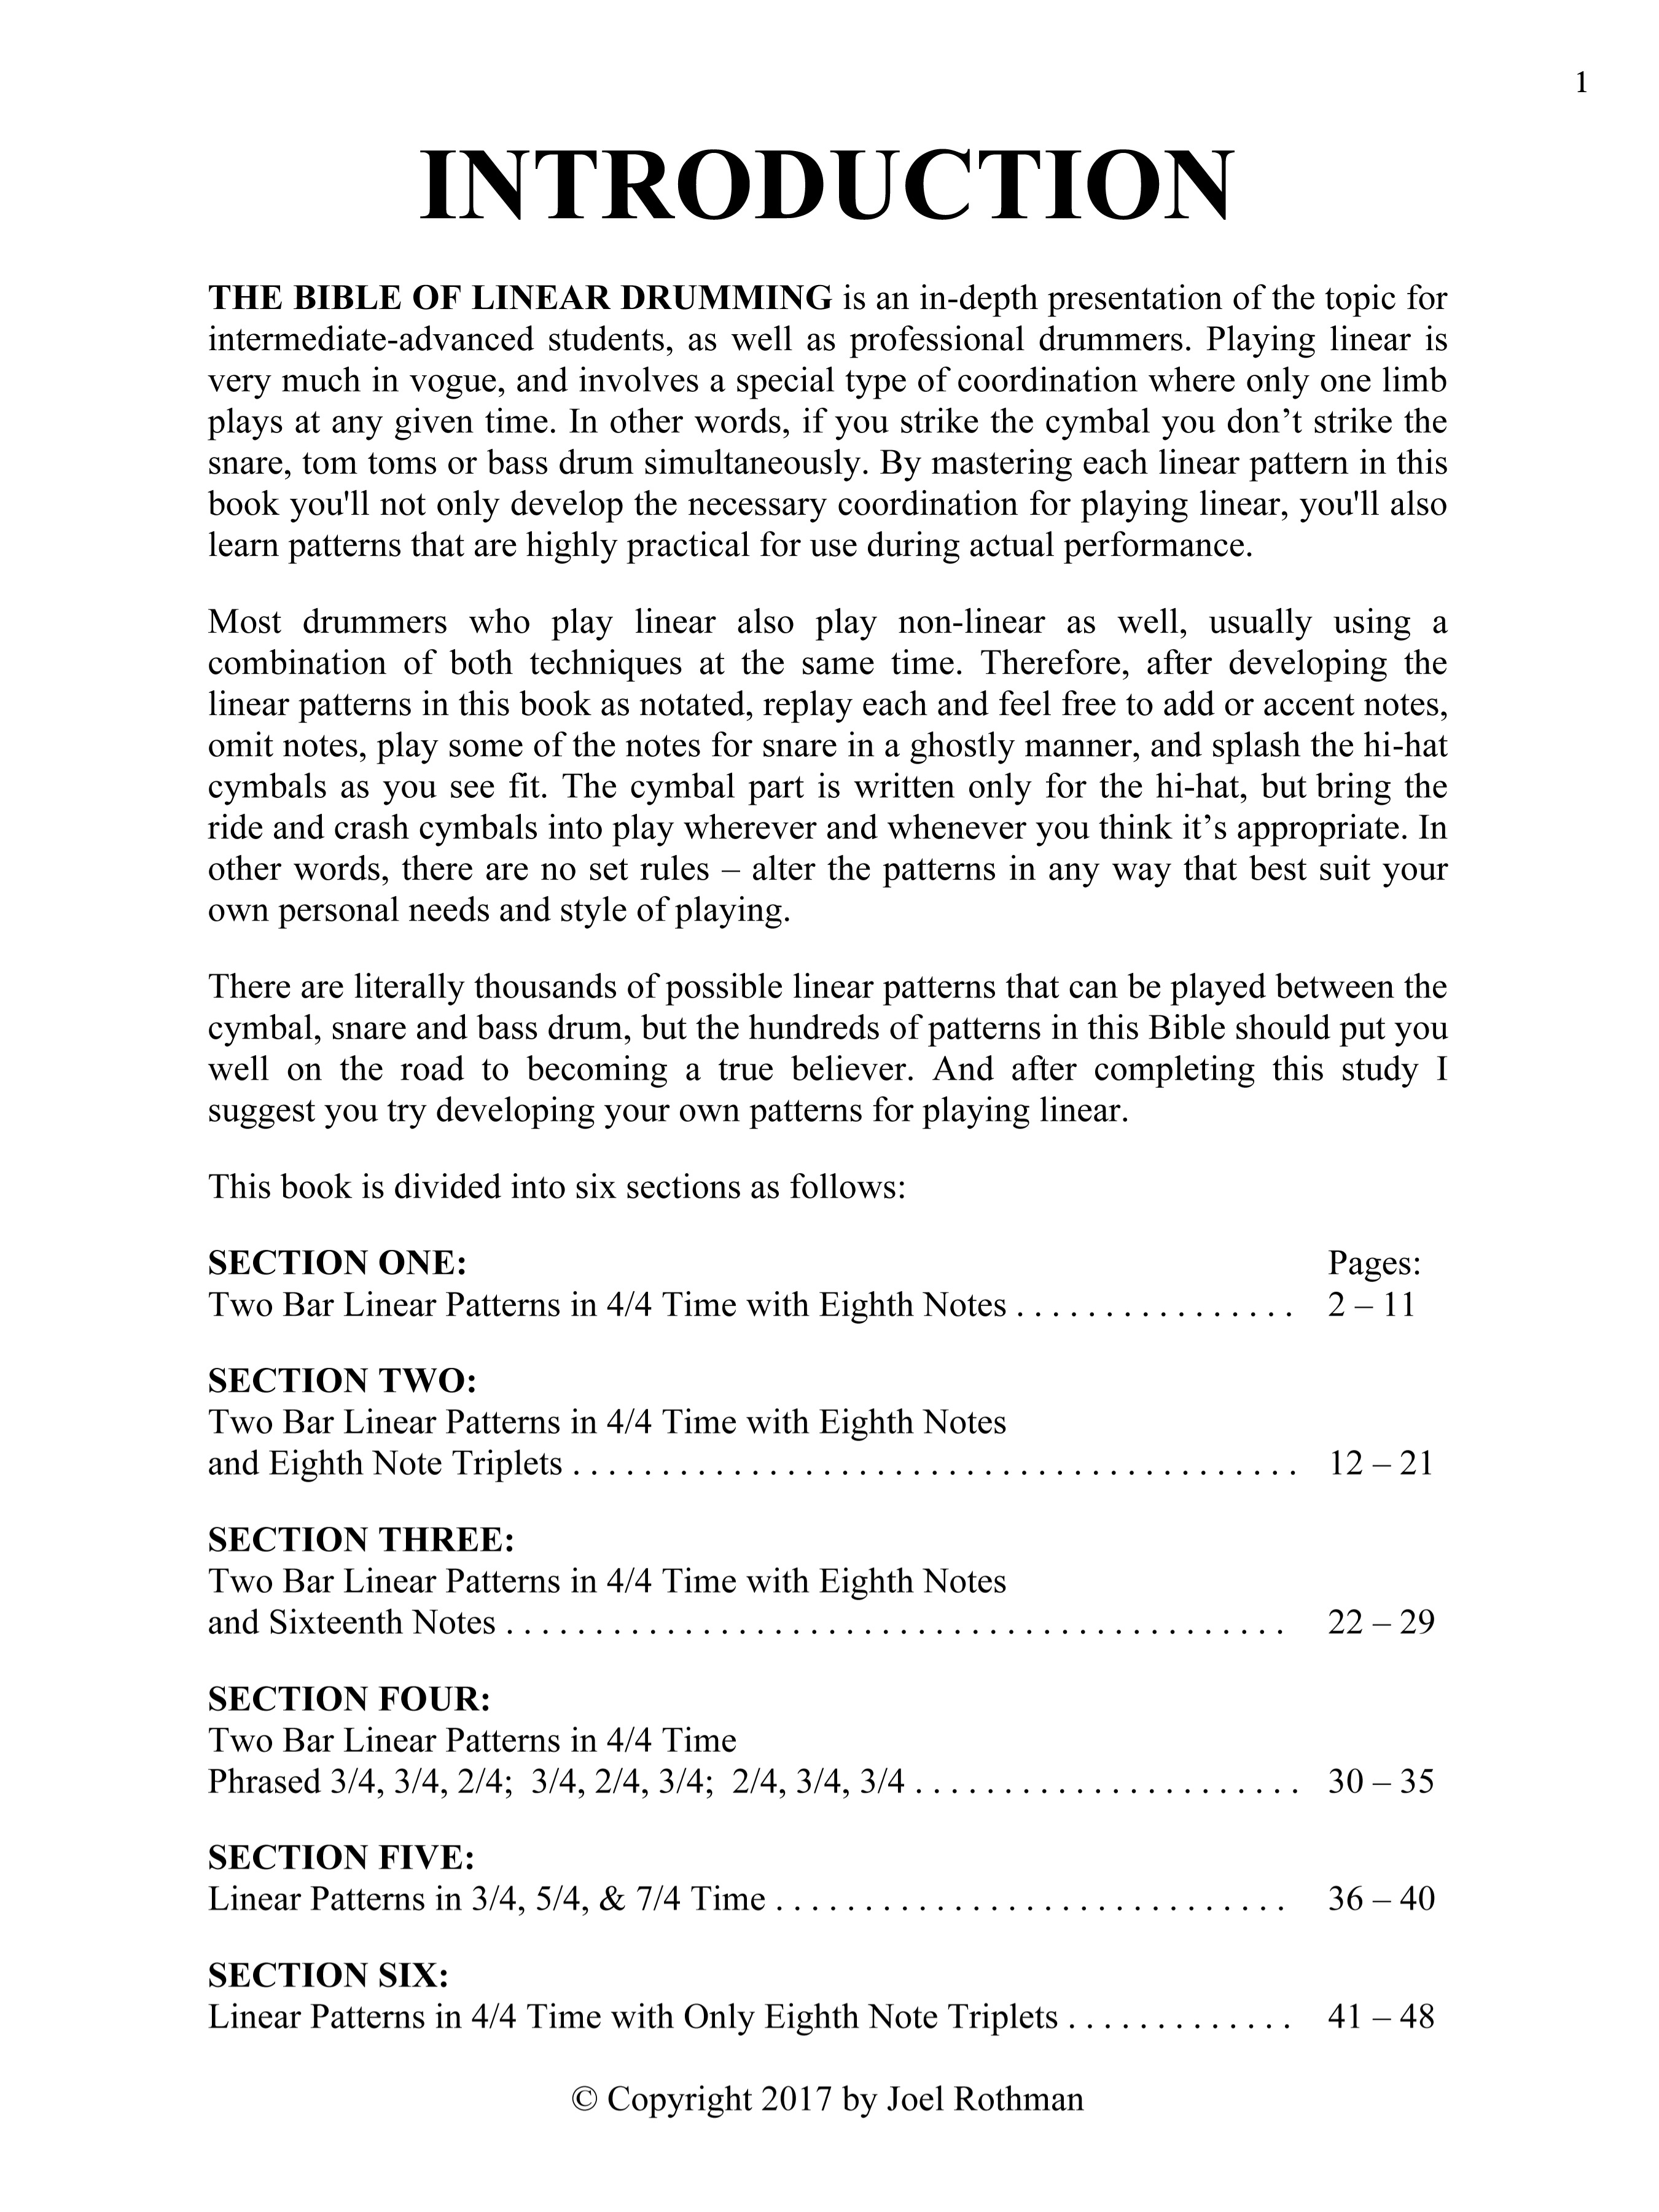 1
INTRODUCTION
THE BIBLE OF LINEAR DRUMMING is an in-depth presentation of the topic for
intermediate-advanced students, as well as professional drummers. Playing linear is
very much in vogue, and involves a special type of coordination where only one limb
plays at any given time. In other words, if you strike the cymbal you don’t strike the
snare, tom toms or bass drum simultaneously. By mastering each linear pattern in this
book you'll not only develop the necessary coordination for playing linear, you'll also
learn patterns that are highly practical for use during actual performance.
Most drummers who play linear also play non-linear as well, usually using a
combination of both techniques at the same time. Therefore, after developing the
linear patterns in this book as notated, replay each and feel free to add or accent notes,
omit notes, play some of the notes for snare in a ghostly manner, and splash the hi-hat
cymbals as you see fit. The cymbal part is written only for the hi-hat, but bring the
ride and crash cymbals into play wherever and whenever you think it’s appropriate. In
other words, there are no set rules – alter the patterns in any way that best suit your
own personal needs and style of playing.
There are literally thousands of possible linear patterns that can be played between the
cymbal, snare and bass drum, but the hundreds of patterns in this Bible should put you
well on the road to becoming a true believer. And after completing this study I
suggest you try developing your own patterns for playing linear.
This book is divided into six sections as follows:
SECTION ONE: Pages:
Two Bar Linear Patterns in 4/4 Time with Eighth Notes . . . . . . . . . . . . . . . . 2 – 11
SECTION TWO:
Two Bar Linear Patterns in 4/4 Time with Eighth Notes
and Eighth Note Triplets . . . . . . . . . . . . . . . . . . . . . . . . . . . . . . . . . . . . . . . . . 12 – 21
SECTION THREE:
Two Bar Linear Patterns in 4/4 Time with Eighth Notes
and Sixteenth Notes . . . . . . . . . . . . . . . . . . . . . . . . . . . . . . . . . . . . . . . . . . . . 22 – 29
SECTION FOUR:
Two Bar Linear Patterns in 4/4 Time
Phrased 3/4, 3/4, 2/4; 3/4, 2/4, 3/4; 2/4, 3/4, 3/4 . . . . . . . . . . . . . . . . . . . . . . 30 – 35
SECTION FIVE:
Linear Patterns in 3/4, 5/4, & 7/4 Time . . . . . . . . . . . . . . . . . . . . . . . . . . . . . 36 – 40
SECTION SIX:
Linear Patterns in 4/4 Time with Only Eighth Note Triplets . . . . . . . . . . . . . 41 – 48
© Copyright 2017 by Joel Rothman